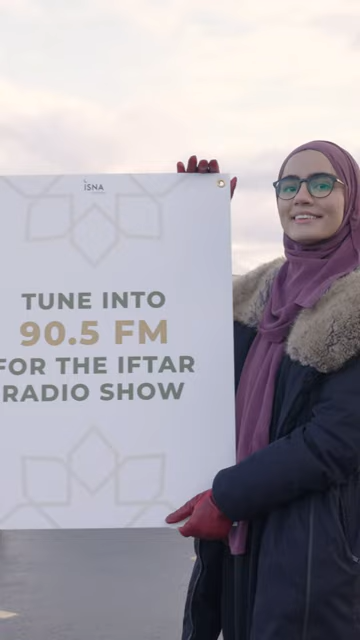 ISNA
TUNE INTO
90.5 FM
FOR THE IFTAR
RADIO SHOW